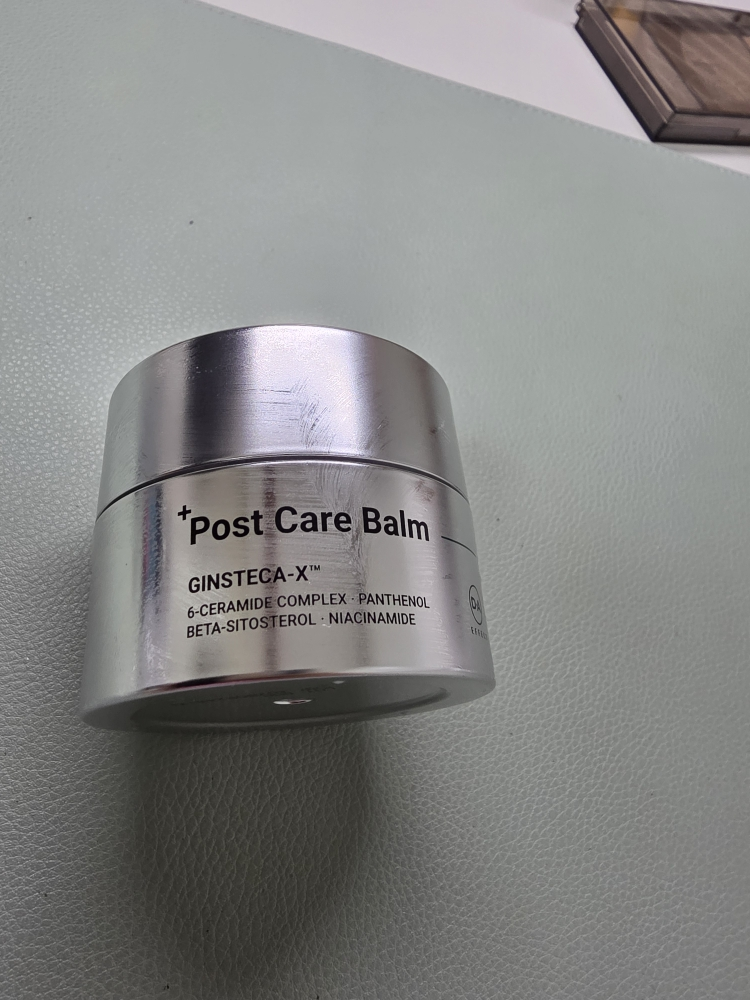 +Post Care Balm
GINSTECA-X™
6-CERAMIDE COMPLEX · PANTHENOL
BETA-SITOSTEROL · NIACINAMIDE